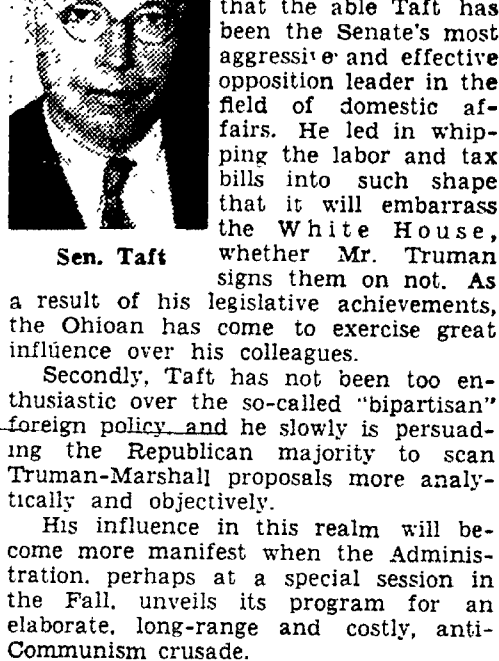 that the able Taft has
been the Senate's most
aggressive and effective
opposition leader in the
field of domestic af-
fairs. He led in whip-
ping the labor and tax
bills into such shape
that it will embarrass
the White House,
whether Mr. Truman
signs them on not. As
Sen. Taft
a result of his legislative achievements,
the Ohioan has come to exercise great
influence over his colleagues.
Secondly, Taft has not been too en-
thusiastic over the so-called "bipartisan"
foreign policy, and he slowly is persuad-
ing the Republican majority to scan
Truman-Marshall proposals more analy-
tically and objectively.
His influence in this realm will be-
come more manifest when the Adminis-
tration, perhaps at a special session in
the Fall, unveils its program for an
elaborate, long-range and costly, anti-
Communism crusade.